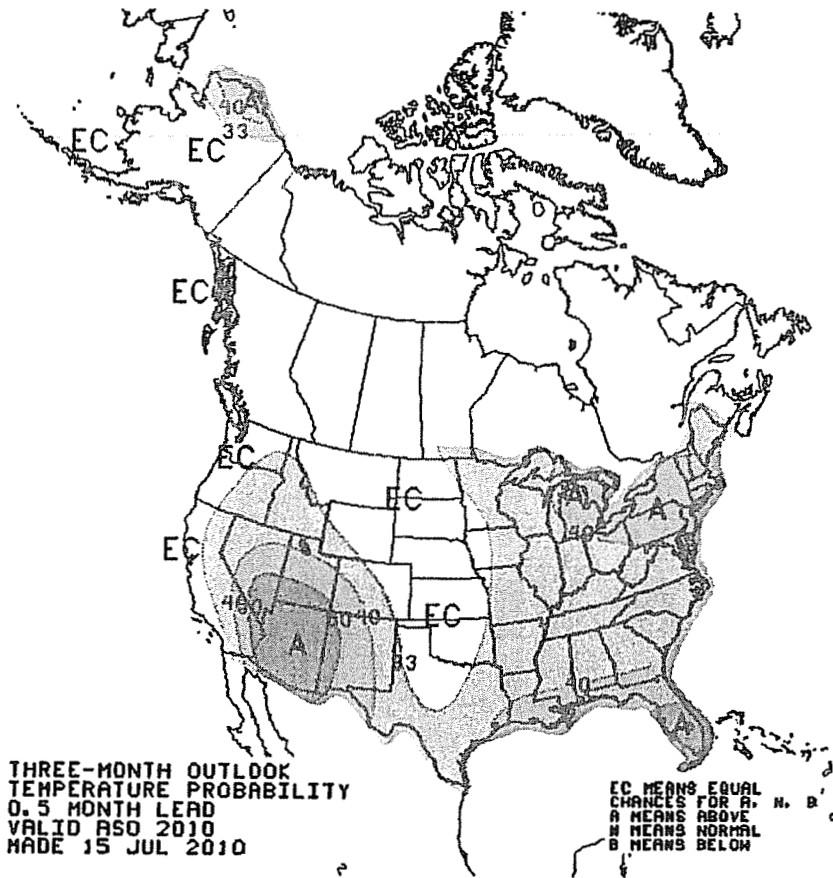 A
40
33
EC
EC
EC
EC
EC
A
40
A
EC
40
50
40
EC
A
33
40
A
THREE-MONTH OUTLOOK
TEMPERATURE PROBABILITY
0.5 MONTH LEAD
VALID ASO 2010
MADE 15 JUL 2010
EC MEANS EQUAL
CHANCES FOR A, N, B
A MEANS ABOVE
N MEANS NORMAL
B MEANS BELOW